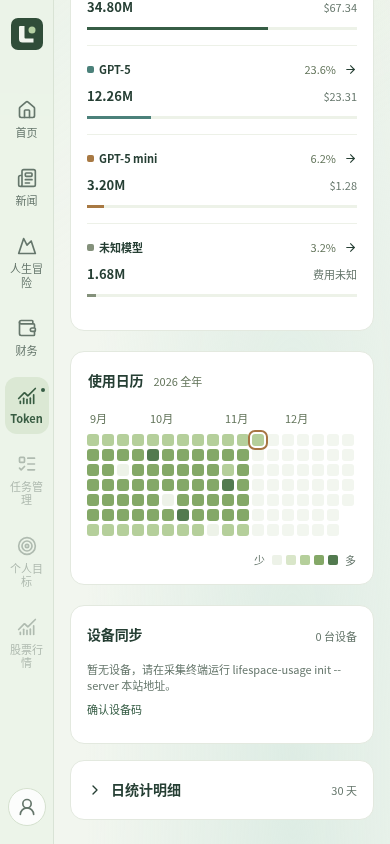 首页
新闻
人生冒
险
财务
Token
任务管
理
个人目
标
股票行
情
34.80M $67.34
GPT-5 23.6% →
12.26M $23.31
GPT-5 mini 6.2% →
3.20M $1.28
未知模型 3.2% →
1.68M 费用未知
使用日历 2026 全年
9月 10月 11月 12月
少 多
设备同步 0 台设备
暂无设备，请在采集终端运行 lifespace-usage init --
server 本站地址。
确认设备码
日统计明细 30 天